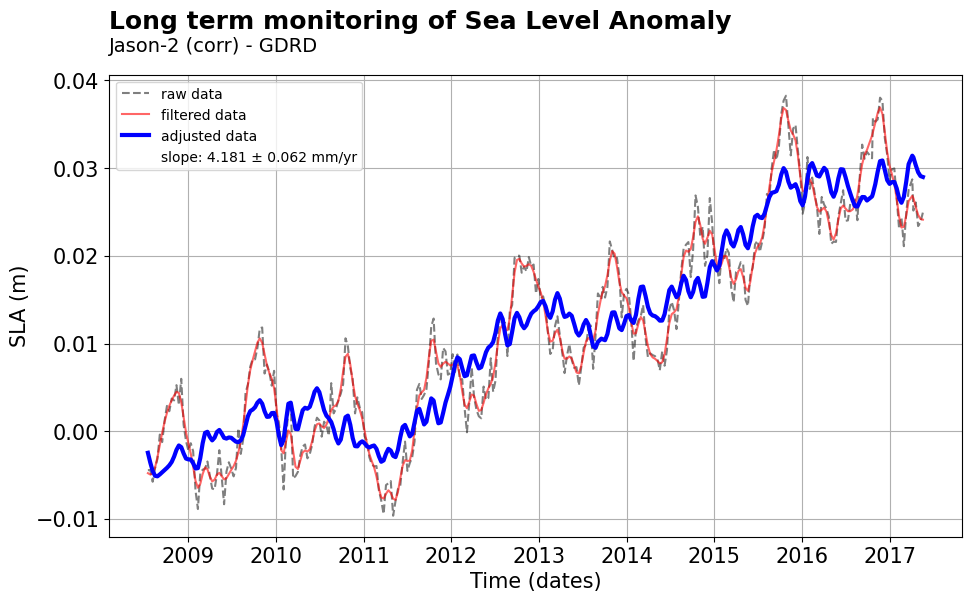 Long term monitoring of Sea Level Anomaly
Jason-2 (corr) - GDRD
0.04
0.03
0.02
0.01
0.00
−0.01
SLA (m)
raw data
filtered data
adjusted data
slope: 4.181 ± 0.062 mm/yr
2009 2010 2011 2012 2013 2014 2015 2016 2017
Time (dates)